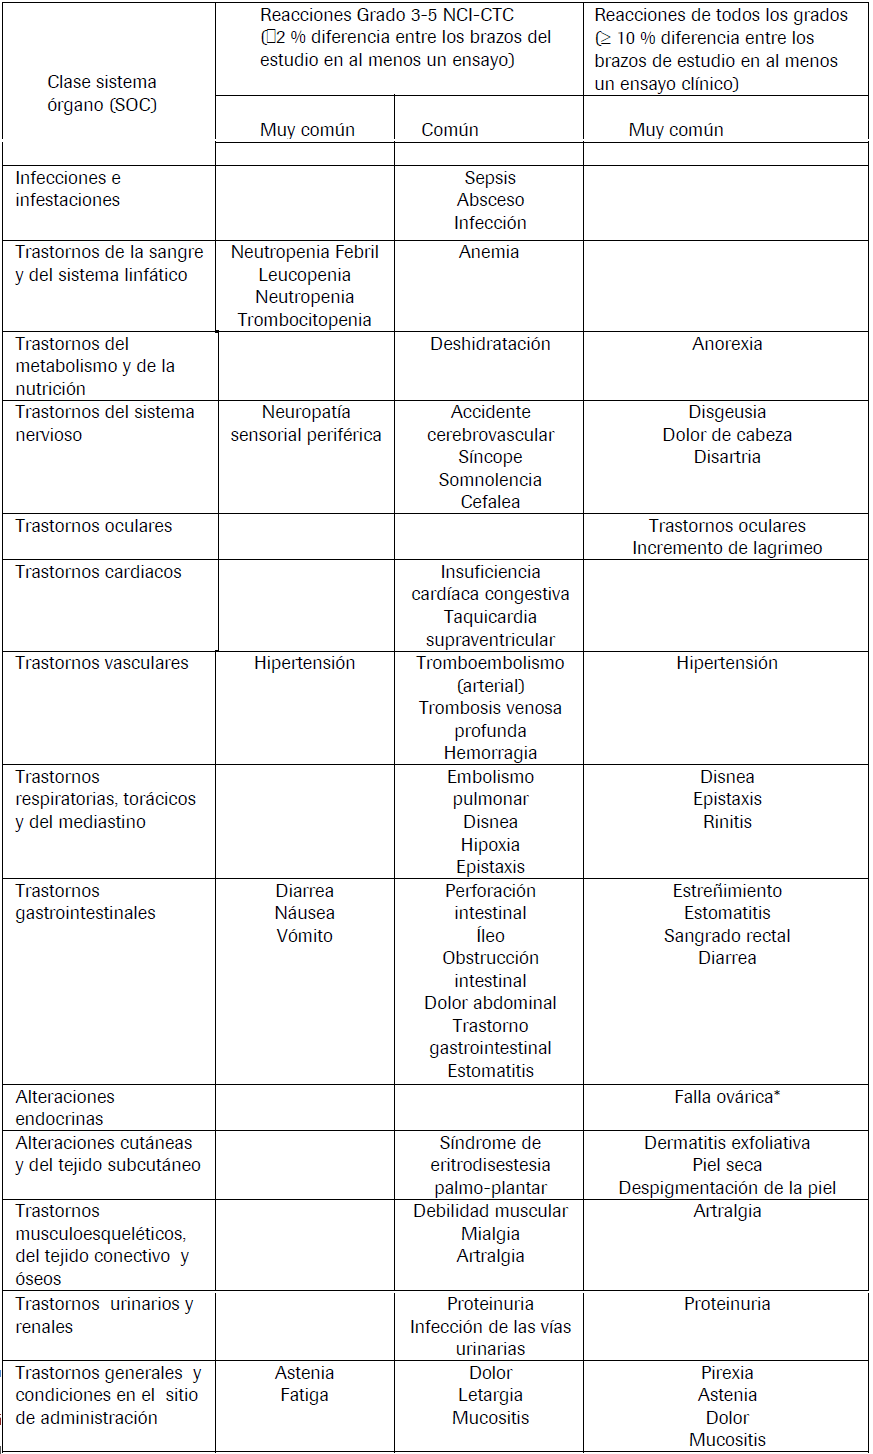 Clase sistema
órgano (SOC)
Reacciones Grado 3-5 NCI-CTC
(□2 % diferencia entre los brazos del
estudio en al menos un ensayo)
Reacciones de todos los grados
(≥ 10 % diferencia entre los
brazos de estudio en al menos
un ensayo clínico)
Muy común
Común
Muy común
Infecciones e
infestaciones
Sepsis
Absceso
Infección
Trastornos de la sangre
y del sistema linfático
Neutropenia Febril
Leucopenia
Neutropenia
Trombocitopenia
Anemia
Trastornos del
metabolismo y de la
nutrición
Deshidratación
Anorexia
Trastornos del sistema
nervioso
Neuropatía
sensorial periférica
Accidente
cerebrovascular
Síncope
Somnolencia
Cefalea
Disgeusia
Dolor de cabeza
Disartria
Trastornos oculares
Trastornos oculares
Incremento de lagrimeo
Trastornos cardiacos
Insuficiencia
cardíaca congestiva
Taquicardia
supraventricular
Trastornos vasculares
Hipertensión
Tromboembolismo
(arterial)
Trombosis venosa
profunda
Hemorragia
Hipertensión
Trastornos
respiratorias, torácicos
y del mediastino
Embolismo
pulmonar
Disnea
Hipoxia
Epistaxis
Disnea
Epistaxis
Rinitis
Trastornos
gastrointestinales
Diarrea
Náusea
Vómito
Perforación
intestinal
Íleo
Obstrucción
intestinal
Dolor abdominal
Trastorno
gastrointestinal
Estomatitis
Estreñimiento
Estomatitis
Sangrado rectal
Diarrea
Alteraciones
endocrinas
Falla ovárica*
Alteraciones cutáneas
y del tejido subcutáneo
Síndrome de
eritrodisestesia
palmo-plantar
Dermatitis exfoliativa
Piel seca
Despigmentación de la piel
Trastornos
musculoesqueléticos,
del tejido conectivo y
óseos
Debilidad muscular
Mialgia
Artralgia
Artralgia
Trastornos urinarios y
renales
Proteinuria
Infección de las vías
urinarias
Proteinuria
Trastornos generales y
condiciones en el sitio
de administración
Astenia
Fatiga
Dolor
Letargia
Mucositis
Pirexia
Astenia
Dolor
Mucositis